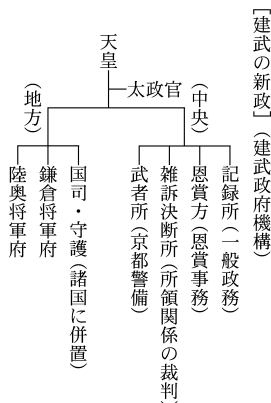 ［建武の新政］（建武政府機構）
天皇
太政官
（中央）
記録所（一般政務）
恩賞方（恩賞事務）
雑訴決断所（所領関係の裁判）
武者所（京都警備）
（地方）
国司・守護（諸国に併置）
鎌倉将軍府
陸奥将軍府